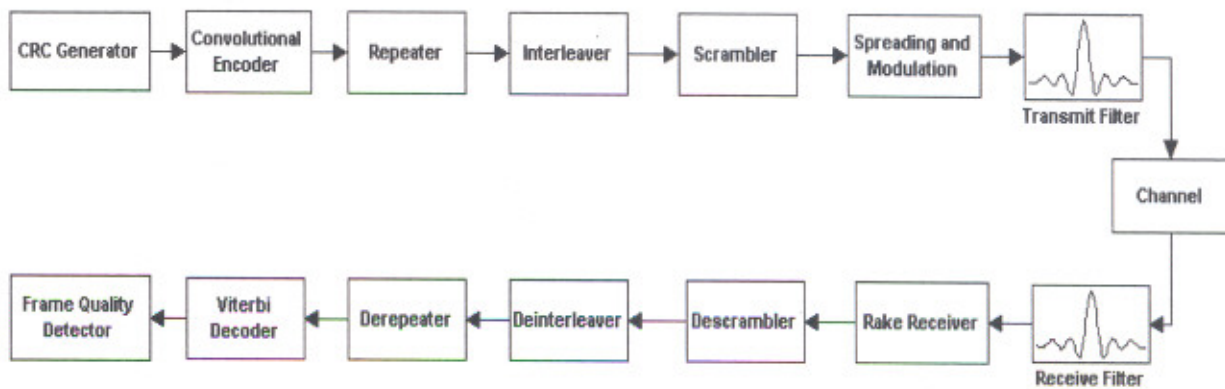 CRC Generator
Convolutional
Encoder
Repeater
Interleaver
Scrambler
Spreading and
Modulation
Transmit Filter
Channel
Frame Quality
Detector
Viterbi
Decoder
Derepeater
Deinterleaver
Descrambler
Rake Receiver
Receive Filter